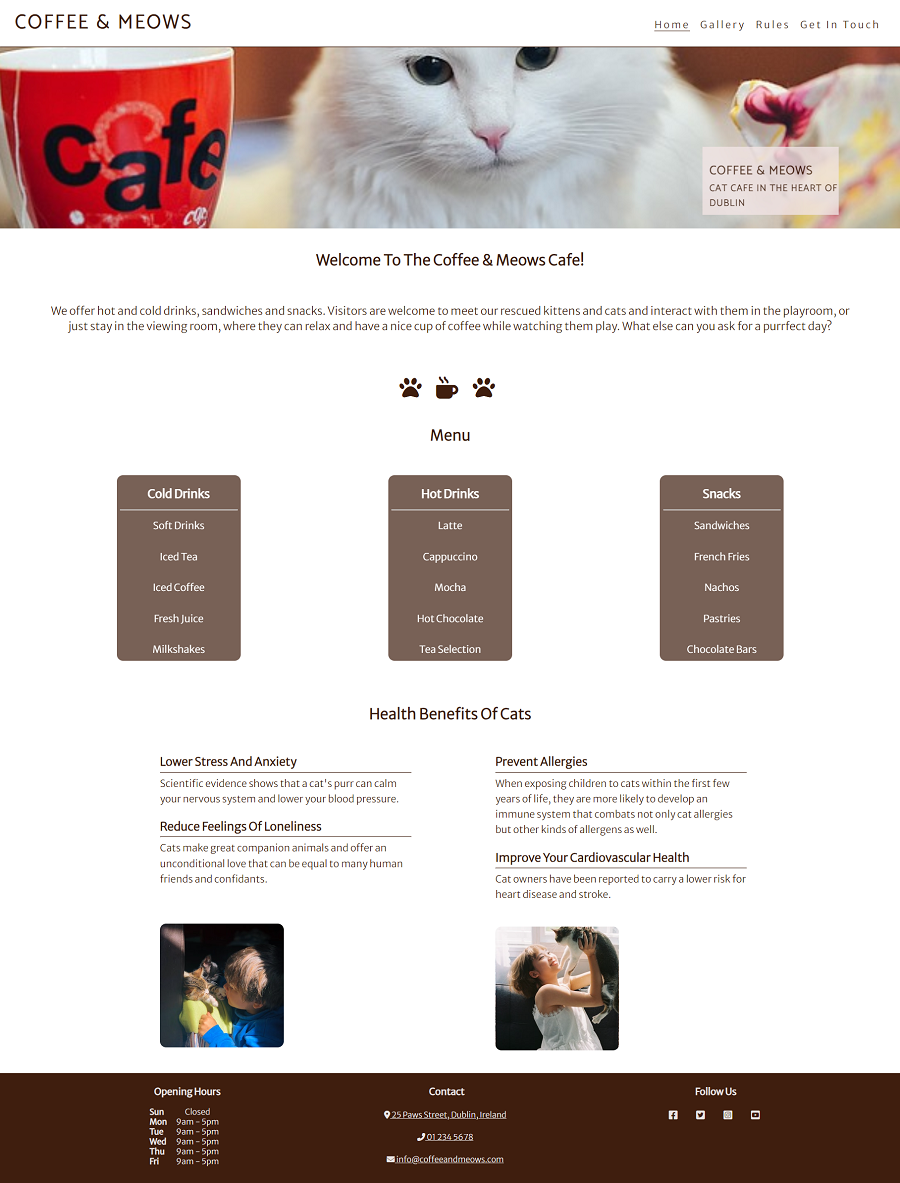 COFFEE & MEOWS
Home Gallery Rules Get In Touch
cafe
cafe
COFFEE & MEOWS
CAT CAFE IN THE HEART OF
DUBLIN
Welcome To The Coffee & Meows Cafe!
We offer hot and cold drinks, sandwiches and snacks. Visitors are welcome to meet our rescued kittens and cats and interact with them in the playroom, or
just stay in the viewing room, where they can relax and have a nice cup of coffee while watching them play. What else can you ask for a purrfect day?
Menu
Cold Drinks
Soft Drinks
Iced Tea
Iced Coffee
Fresh Juice
Milkshakes
Hot Drinks
Latte
Cappuccino
Mocha
Hot Chocolate
Tea Selection
Snacks
Sandwiches
French Fries
Nachos
Pastries
Chocolate Bars
Health Benefits Of Cats
Lower Stress And Anxiety
Scientific evidence shows that a cat's purr can calm
your nervous system and lower your blood pressure.
Reduce Feelings Of Loneliness
Cats make great companion animals and offer an
unconditional love that can be equal to many human
friends and confidants.
Prevent Allergies
When exposing children to cats within the first few
years of life, they are more likely to develop an
immune system that combats not only cat allergies
but other kinds of allergens as well.
Improve Your Cardiovascular Health
Cat owners have been reported to carry a lower risk for
heart disease and stroke.
Opening Hours
Sun Closed
Mon 9am - 5pm
Tue 9am - 5pm
Wed 9am - 5pm
Thu 9am - 5pm
Fri 9am - 5pm
Contact
25 Paws Street, Dublin, Ireland
01 234 5678
info@coffeeandmeows.com
Follow Us